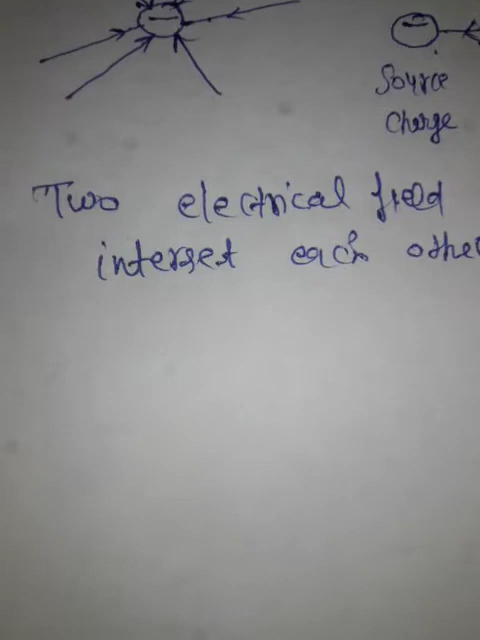 Source
Charge
Two electrical field
interset each other